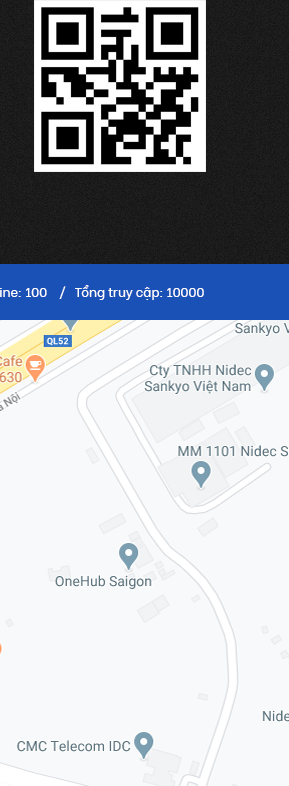 ine: 100 / Tổng truy cập: 10000
Sankyo V
QL52
Cafe
630
à Nội
Cty TNHH Nidec
Sankyo Việt Nam
MM 1101 Nidec S
OneHub Saigon
Nide
CMC Telecom IDC